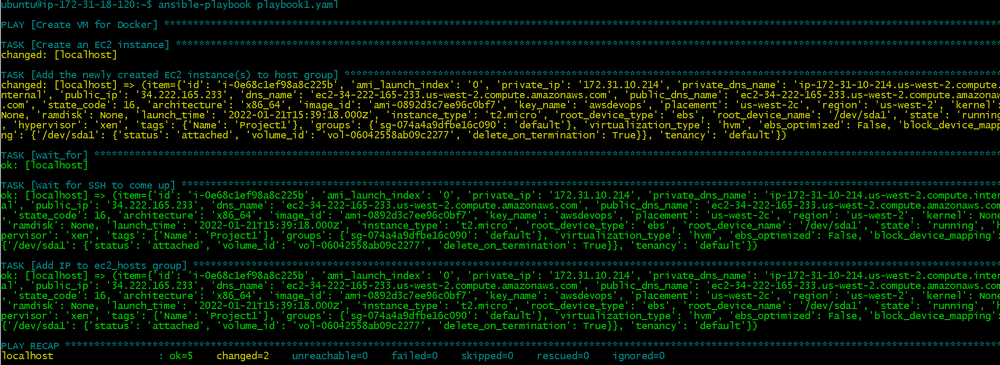 ubuntu@ip-172-31-18-120:~$ ansible-playbook playbook1.yaml
PLAY [Create VM for Docker] ************************************************************************************************************************************************
TASK [Create an EC2 instance] **********************************************************************************************************************************************
changed: [localhost]
TASK [Add the newly created EC2 instance(s) to host group] *****************************************************************************************************************
changed: [localhost] => (item={'id': 'i-0e68c1ef98a8c225b', 'ami_launch_index': '0', 'private_ip': '172.31.10.214', 'private_dns_name': 'ip-172-31-10-214.us-west-2.compute.
nternal', 'public_ip': '34.222.165.233', 'dns_name': 'ec2-34-222-165-233.us-west-2.compute.amazonaws.com', 'public_dns_name': 'ec2-34-222-165-233.us-west-2.compute.amazonaw
.com', 'state_code': 16, 'architecture': 'x86_64', 'image_id': 'ami-0892d3c7ee96c0bf7', 'key_name': 'awsdevops', 'placement': 'us-west-2c', 'region': 'us-west-2', 'kernel':
None, 'ramdisk': None, 'launch_time': '2022-01-21T15:39:18.000z', 'instance_type': 't2.micro', 'root_device_type': 'ebs', 'root_device_name': '/dev/sda1', 'state': 'running
, 'hypervisor': 'xen', 'tags': {'Name': 'Project1'}, 'groups': {'sg-074a4a9dfbe16c090': 'default'}, 'virtualization_type': 'hvm', 'ebs_optimized': False, 'block_device_mapp
ng': {'/dev/sda1': {'status': 'attached', 'volume_id': 'vol-06042558ab09c2277', 'delete_on_termination': True}}, 'tenancy': 'default'})
TASK [wait_for] ************************************************************************************************************************************************************
ok: [localhost]
TASK [Wait for SSH to come up] *********************************************************************************************************************************************
ok: [localhost] => (item={'id': 'i-0e68c1ef98a8c225b', 'ami_launch_index': '0', 'private_ip': '172.31.10.214', 'private_dns_name': 'ip-172-31-10-214.us-west-2.compute.inter
al', 'public_ip': '34.222.165.233', 'dns_name': 'ec2-34-222-165-233.us-west-2.compute.amazonaws.com', 'public_dns_name': 'ec2-34-222-165-233.us-west-2.compute.amazonaws.com
, 'state_code': 16, 'architecture': 'x86_64', 'image_id': 'ami-0892d3c7ee96c0bf7', 'key_name': 'awsdevops', 'placement': 'us-west-2c', 'region': 'us-west-2', 'kernel': None
, 'ramdisk': None, 'launch_time': '2022-01-21T15:39:18.000z', 'instance_type': 't2.micro', 'root_device_type': 'ebs', 'root_device_name': '/dev/sda1', 'state': 'running', 'h
pervisor': 'xen', 'tags': {'Name': 'Project1'}, 'groups': {'sg-074a4a9dfbe16c090': 'default'}, 'virtualization_type': 'hvm', 'ebs_optimized': False, 'block_device_mapping':
{'/dev/sda1': {'status': 'attached', 'volume_id': 'vol-06042558ab09c2277', 'delete_on_termination': True}}, 'tenancy': 'default'})
TASK [Add IP to ec2_hosts group] *******************************************************************************************************************************************
ok: [localhost] => (item={'id': 'i-0e68c1ef98a8c225b', 'ami_launch_index': '0', 'private_ip': '172.31.10.214', 'private_dns_name': 'ip-172-31-10-214.us-west-2.compute.inter
al', 'public_ip': '34.222.165.233', 'dns_name': 'ec2-34-222-165-233.us-west-2.compute.amazonaws.com', 'public_dns_name': 'ec2-34-222-165-233.us-west-2.compute.amazonaws.com
, 'state_code': 16, 'architecture': 'x86_64', 'image_id': 'ami-0892d3c7ee96c0bf7', 'key_name': 'awsdevops', 'placement': 'us-west-2c', 'region': 'us-west-2', 'kernel': None
, 'ramdisk': None, 'launch_time': '2022-01-21T15:39:18.000z', 'instance_type': 't2.micro', 'root_device_type': 'ebs', 'root_device_name': '/dev/sda1', 'state': 'running', 'h
pervisor': 'xen', 'tags': {'Name': 'Project1'}, 'groups': {'sg-074a4a9dfbe16c090': 'default'}, 'virtualization_type': 'hvm', 'ebs_optimized': False, 'block_device_mapping':
{'/dev/sda1': {'status': 'attached', 'volume_id': 'vol-06042558ab09c2277', 'delete_on_termination': True}}, 'tenancy': 'default'})
PLAY RECAP *****************************************************************************************************************************************************************
localhost : ok=5 changed=2 unreachable=0 failed=0 skipped=0 rescued=0 ignored=0